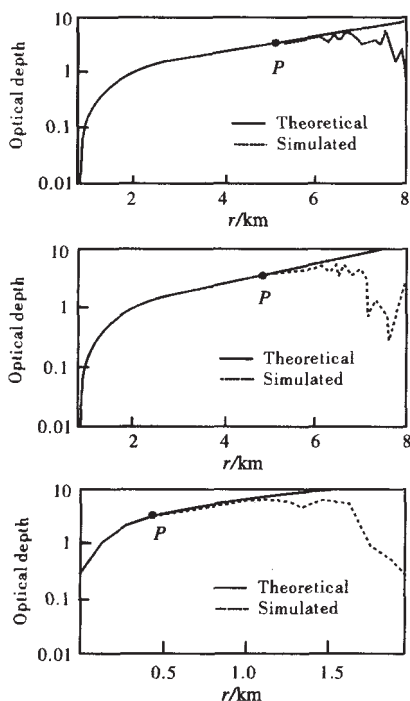 10
1
0.1
0.01
Optical depth
P
Theoretical
Simulated
2
4
6
8
r/km
10
1
0.1
0.01
Optical depth
P
Theoretical
Simulated
2
4
6
8
r/km
10
1
0.1
0.01
Optical depth
P
Theoretical
Simulated
0.5
1.0
1.5
r/km